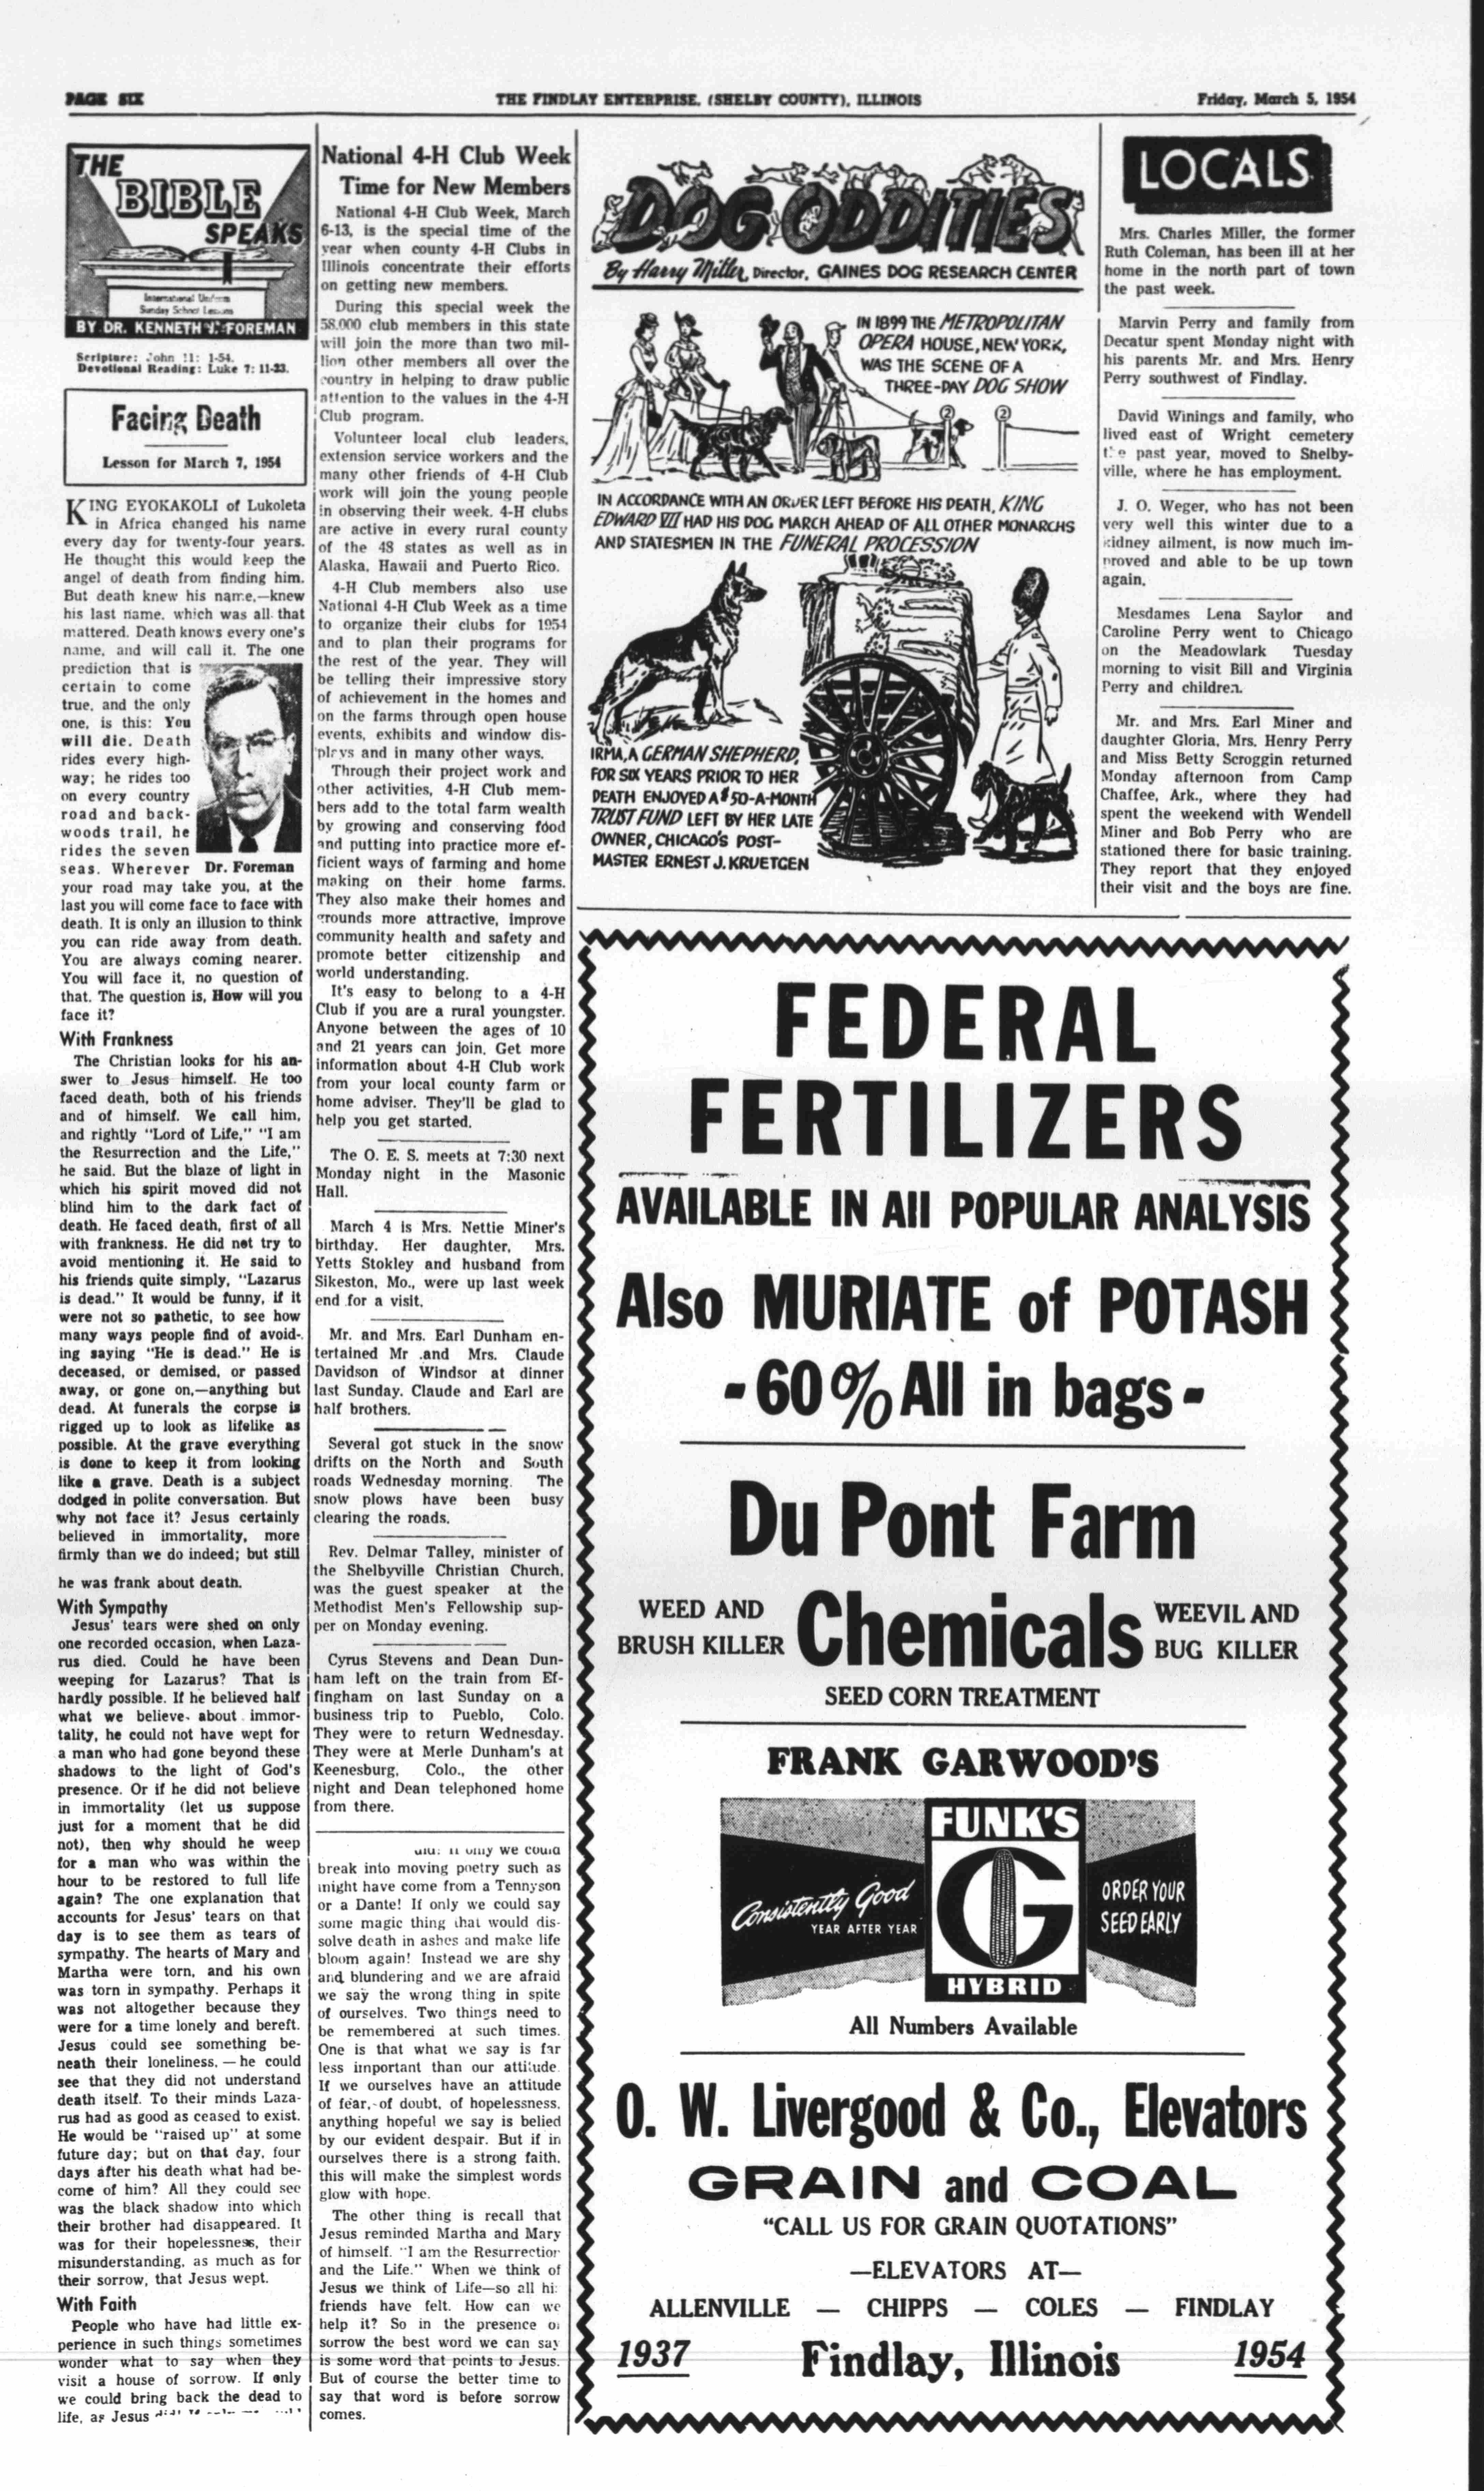 PAGE SIX
THE FINDLAY ENTERPRISE, (SHELBY COUNTY), ILLINOIS
Friday, March 5, 1954
THE
BIBLE
SPEAKS
International Uniform
Sunday School Lessons
BY DR. KENNETH J. FOREMAN
Scripture: John 11: 1-54.
Devotional Reading: Luke 7: 11-23.
Facing Death
Lesson for March 7, 1954
KING EYOKAKOLI of Lukoleta
in Africa changed his name
every day for twenty-four years.
He thought this would keep the
angel of death from finding him.
But death knew his name,—knew
his last name, which was all that
mattered. Death knows every one's
name, and will call it. The one
prediction that is
certain to come
true, and the only
one, is this: You
will die. Death
rides every high-
way; he rides too
on every country
road and back-
woods trail, he
rides the seven
seas. Wherever
Dr. Foreman
your road may take you, at the
last you will come face to face with
death. It is only an illusion to think
you can ride away from death.
You are always coming nearer.
You will face it, no question of
that. The question is, How will you
face it?
With Frankness
The Christian looks for his an-
swer to Jesus himself. He too
faced death, both of his friends
and of himself. We call him,
and rightly "Lord of Life," "I am
the Resurrection and the Life,"
he said. But the blaze of light in
which his spirit moved did not
blind him to the dark fact of
death. He faced death, first of all
with frankness. He did not try to
avoid mentioning it. He said to
his friends quite simply, "Lazarus
is dead." It would be funny, if it
were not so pathetic, to see how
many ways people find of avoid-
ing saying "He is dead." He is
deceased, or demised, or passed
away, or gone on,—anything but
dead. At funerals the corpse is
rigged up to look as lifelike as
possible. At the grave everything
is done to keep it from looking
like a grave. Death is a subject
dodged in polite conversation. But
why not face it? Jesus certainly
believed in immortality, more
firmly than we do indeed; but still
he was frank about death.
With Sympathy
Jesus' tears were shed on only
one recorded occasion, when Laza-
rus died. Could he have been
weeping for Lazarus? That is
hardly possible. If he believed half
what we believe about immor-
tality, he could not have wept for
a man who had gone beyond these
shadows to the light of God's
presence. Or if he did not believe
in immortality (let us suppose
just for a moment that he did
not), then why should he weep
for a man who was within the
hour to be restored to full life
again? The one explanation that
accounts for Jesus' tears on that
day is to see them as tears of
sympathy. The hearts of Mary and
Martha were torn, and his own
was torn in sympathy. Perhaps it
was not altogether because they
were for a time lonely and bereft.
Jesus could see something be-
neath their loneliness,—he could
see that they did not understand
death itself. To their minds Laza-
rus had as good as ceased to exist.
He would be "raised up" at some
future day; but on that day, four
days after his death what had be-
come of him? All they could see
was the black shadow into which
their brother had disappeared. It
was for their hopelessness, their
misunderstanding, as much as for
their sorrow, that Jesus wept.
With Faith
People who have had little ex-
perience in such things sometimes
wonder what to say when they
visit a house of sorrow. If only
we could bring back the dead to
life, as Jesus
National 4-H Club Week
Time for New Members
National 4-H Club Week, March
6-13, is the special time of the
year when county 4-H Clubs in
Illinois concentrate their efforts
on getting new members.
During this special week the
58,000 club members in this state
will join the more than two mil-
lion other members all over the
country in helping to draw public
attention to the values in the 4-H
Club program.
Volunteer local club leaders,
extension service workers and the
many other friends of 4-H Club
work will join the young people
in observing their week. 4-H clubs
are active in every rural county
of the 48 states as well as in
Alaska, Hawaii and Puerto Rico.
4-H Club members also use
National 4-H Club Week as a time
to organize their clubs for 1954
and to plan their programs for
the rest of the year. They will
be telling their impressive story
of achievement in the homes and
on the farms through open house
events, exhibits and window dis-
plays and in many other ways.
Through their project work and
other activities, 4-H Club mem-
bers add to the total farm wealth
by growing and conserving food
and putting into practice more ef-
ficient ways of farming and home
making on their home farms.
They also make their homes and
grounds more attractive, improve
community health and safety and
promote better citizenship and
world understanding.
It's easy to belong to a 4-H
Club if you are a rural youngster.
Anyone between the ages of 10
and 21 years can join. Get more
information about 4-H Club work
from your local county farm or
home adviser. They'll be glad to
help you get started.
The O. E. S. meets at 7:30 next
Monday night in the Masonic
Hall.
March 4 is Mrs. Nettie Miner's
birthday. Her daughter, Mrs.
Yetts Stokley and husband from
Sikeston, Mo., were up last week
end for a visit.
Mr. and Mrs. Earl Dunham en-
tertained Mr and Mrs. Claude
Davidson of Windsor at dinner
last Sunday. Claude and Earl are
half brothers.
Several got stuck in the snow
drifts on the North and South
roads Wednesday morning. The
snow plows have been busy
clearing the roads.
Rev. Delmar Talley, minister of
the Shelbyville Christian Church,
was the guest speaker at the
Methodist Men's Fellowship sup-
per on Monday evening.
Cyrus Stevens and Dean Dun-
ham left on the train from Ef-
fingham on last Sunday on a
business trip to Pueblo, Colo.
They were to return Wednesday.
They were at Merle Dunham's at
Keenesburg, Colo., the other
night and Dean telephoned home
from there.
did: If only we could
break into moving poetry such as
might have come from a Tennyson
or a Dante! If only we could say
some magic thing that would dis-
solve death in ashes and make life
bloom again! Instead we are shy
and blundering and we are afraid
we say the wrong thing in spite
of ourselves. Two things need to
be remembered at such times.
One is that what we say is far
less important than our attitude.
If we ourselves have an attitude
of fear, of doubt, of hopelessness,
anything hopeful we say is belied
by our evident despair. But if in
ourselves there is a strong faith,
this will make the simplest words
glow with hope.
The other thing is recall that
Jesus reminded Martha and Mary
of himself. "I am the Resurrection
and the Life." When we think of
Jesus we think of Life—so all his
friends have felt. How can we
help it? So in the presence of
sorrow the best word we can say
is some word that points to Jesus.
But of course the better time to
say that word is before sorrow
comes.
DOG ODDITIES
By Harry Miller, Director, GAINES DOG RESEARCH CENTER
IN 1899 THE METROPOLITAN
OPERA HOUSE, NEW YORK,
WAS THE SCENE OF A
THREE-DAY DOG SHOW
2
2
IN ACCORDANCE WITH AN ORDER LEFT BEFORE HIS DEATH, KING
EDWARD VII HAD HIS DOG MARCH AHEAD OF ALL OTHER MONARCHS
AND STATESMEN IN THE FUNERAL PROCESSION
IRMA, A GERMAN SHEPHERD,
FOR SIX YEARS PRIOR TO HER
DEATH ENJOYED A $50-A-MONTH
TRUST FUND LEFT BY HER LATE
OWNER, CHICAGO'S POST-
MASTER ERNEST J. KRUETGEN
LOCALS
Mrs. Charles Miller, the former
Ruth Coleman, has been ill at her
home in the north part of town
the past week.
Marvin Perry and family from
Decatur spent Monday night with
his parents Mr. and Mrs. Henry
Perry southwest of Findlay.
David Winings and family, who
lived east of Wright cemetery
the past year, moved to Shelby-
ville, where he has employment.
J. O. Weger, who has not been
very well this winter due to a
kidney ailment, is now much im-
proved and able to be up town
again.
Mesdames Lena Saylor and
Caroline Perry went to Chicago
on the Meadowlark Tuesday
morning to visit Bill and Virginia
Perry and children.
Mr. and Mrs. Earl Miner and
daughter Gloria, Mrs. Henry Perry
and Miss Betty Scroggin returned
Monday afternoon from Camp
Chaffee, Ark., where they had
spent the weekend with Wendell
Miner and Bob Perry who are
stationed there for basic training.
They report that they enjoyed
their visit and the boys are fine.
FEDERAL
FERTILIZERS
AVAILABLE IN All POPULAR ANALYSIS
Also MURIATE of POTASH
- 60% All in bags -
Du Pont Farm
WEED AND
BRUSH KILLER
Chemicals
WEEVIL AND
BUG KILLER
SEED CORN TREATMENT
FRANK GARWOOD'S
Consistently Good
YEAR AFTER YEAR
FUNK'S
G
HYBRID
ORDER YOUR
SEED EARLY
All Numbers Available
O. W. Livergood & Co., Elevators
GRAIN and COAL
"CALL US FOR GRAIN QUOTATIONS"
—ELEVATORS AT—
ALLENVILLE — CHIPPS — COLES — FINDLAY
1937 Findlay, Illinois 1954